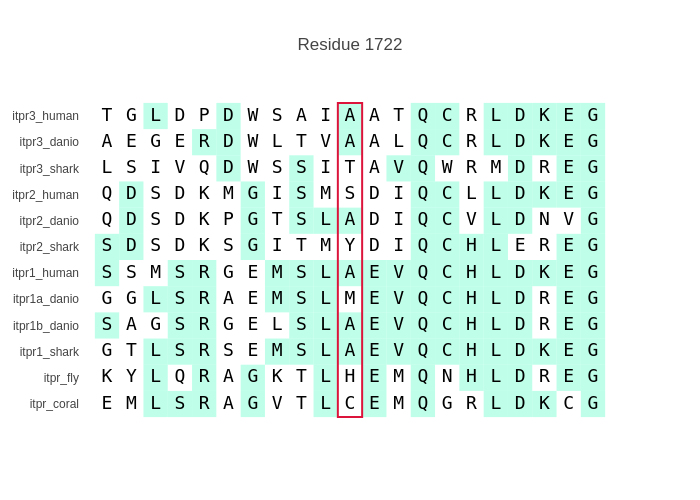 Residue 1722
itpr3_human T G L D P D W S A I A A T Q C R L D K E G
itpr3_danio A E G E R D W L T V A A L Q C R L D K E G
itpr3_shark L S I V Q D W S S I T A V Q W R M D R E G
itpr2_human Q D S D K M G I S M S D I Q C L L D K E G
itpr2_danio Q D S D K P G T S L A D I Q C V L D N V G
itpr2_shark S D S D K S G I T M Y D I Q C H L E R E G
itpr1_human S S M S R G E M S L A E V Q C H L D K E G
itpr1a_danio G G L S R A E M S L M E V Q C H L D R E G
itpr1b_danio S A G S R G E L S L A E V Q C H L D R E G
itpr1_shark G T L S R S E M S L A E V Q C H L D K E G
itpr_fly K Y L Q R A G K T L H E M Q N H L D R E G
itpr_coral E M L S R A G V T L C E M Q G R L D K C G